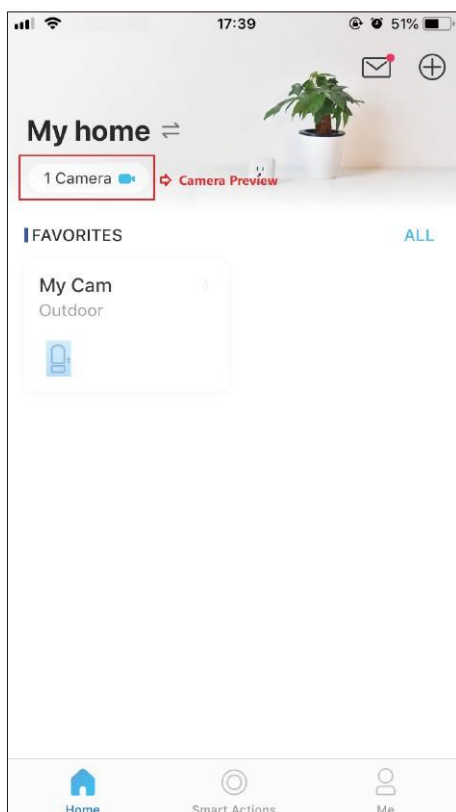 17:39
51%
My home
1 Camera
Camera Preview
FAVORITES
ALL
My Cam
Outdoor
Home
Smart Actions
Me